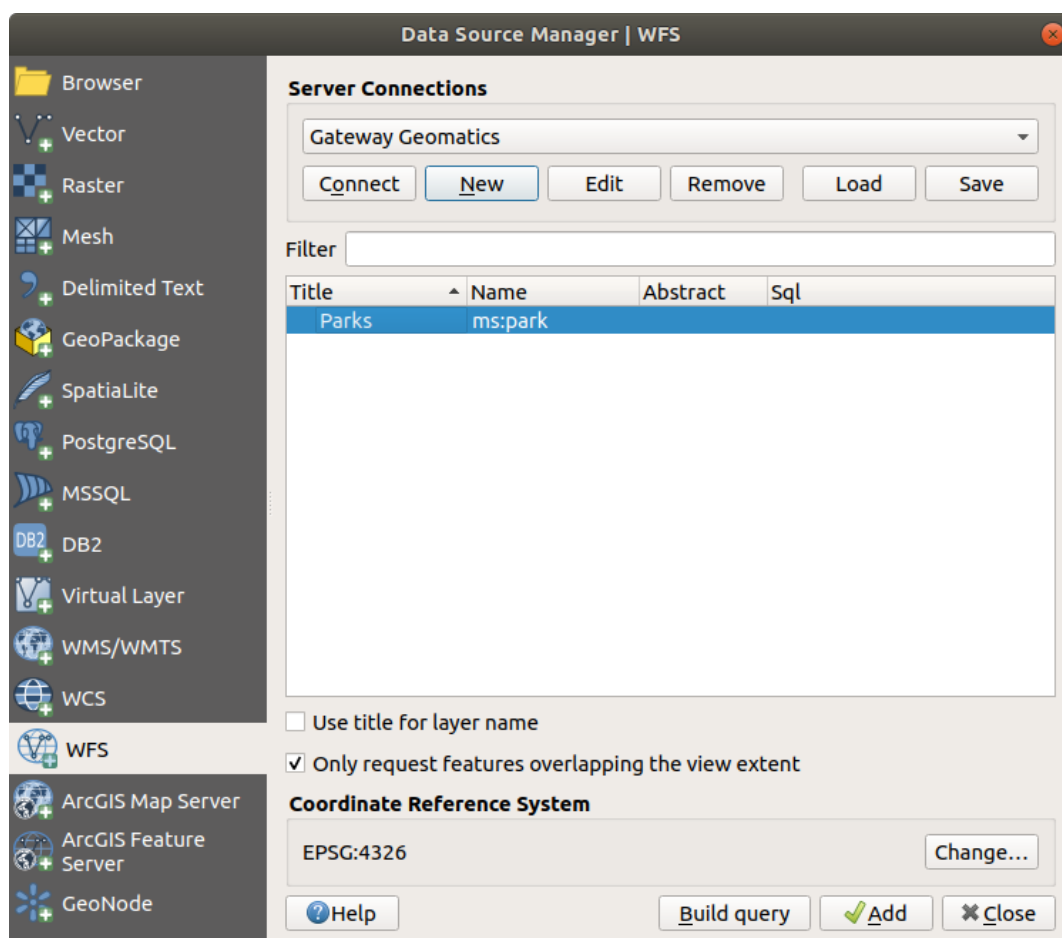 Data Source Manager | WFS
Browser
Vector
Raster
Mesh
Delimited Text
GeoPackage
SpatiaLite
PostgreSQL
MSSQL
DB2 DB2
Virtual Layer
WMS/WMTS
WCS
WFS
ArcGIS Map Server
ArcGIS Feature
Server
GeoNode
Server Connections
Gateway Geomatics
Connect New Edit Remove Load Save
Filter
Title Name Abstract Sql
Parks ms:park
Use title for layer name
Only request features overlapping the view extent
Coordinate Reference System
EPSG:4326 Change...
Help Build query Add Close